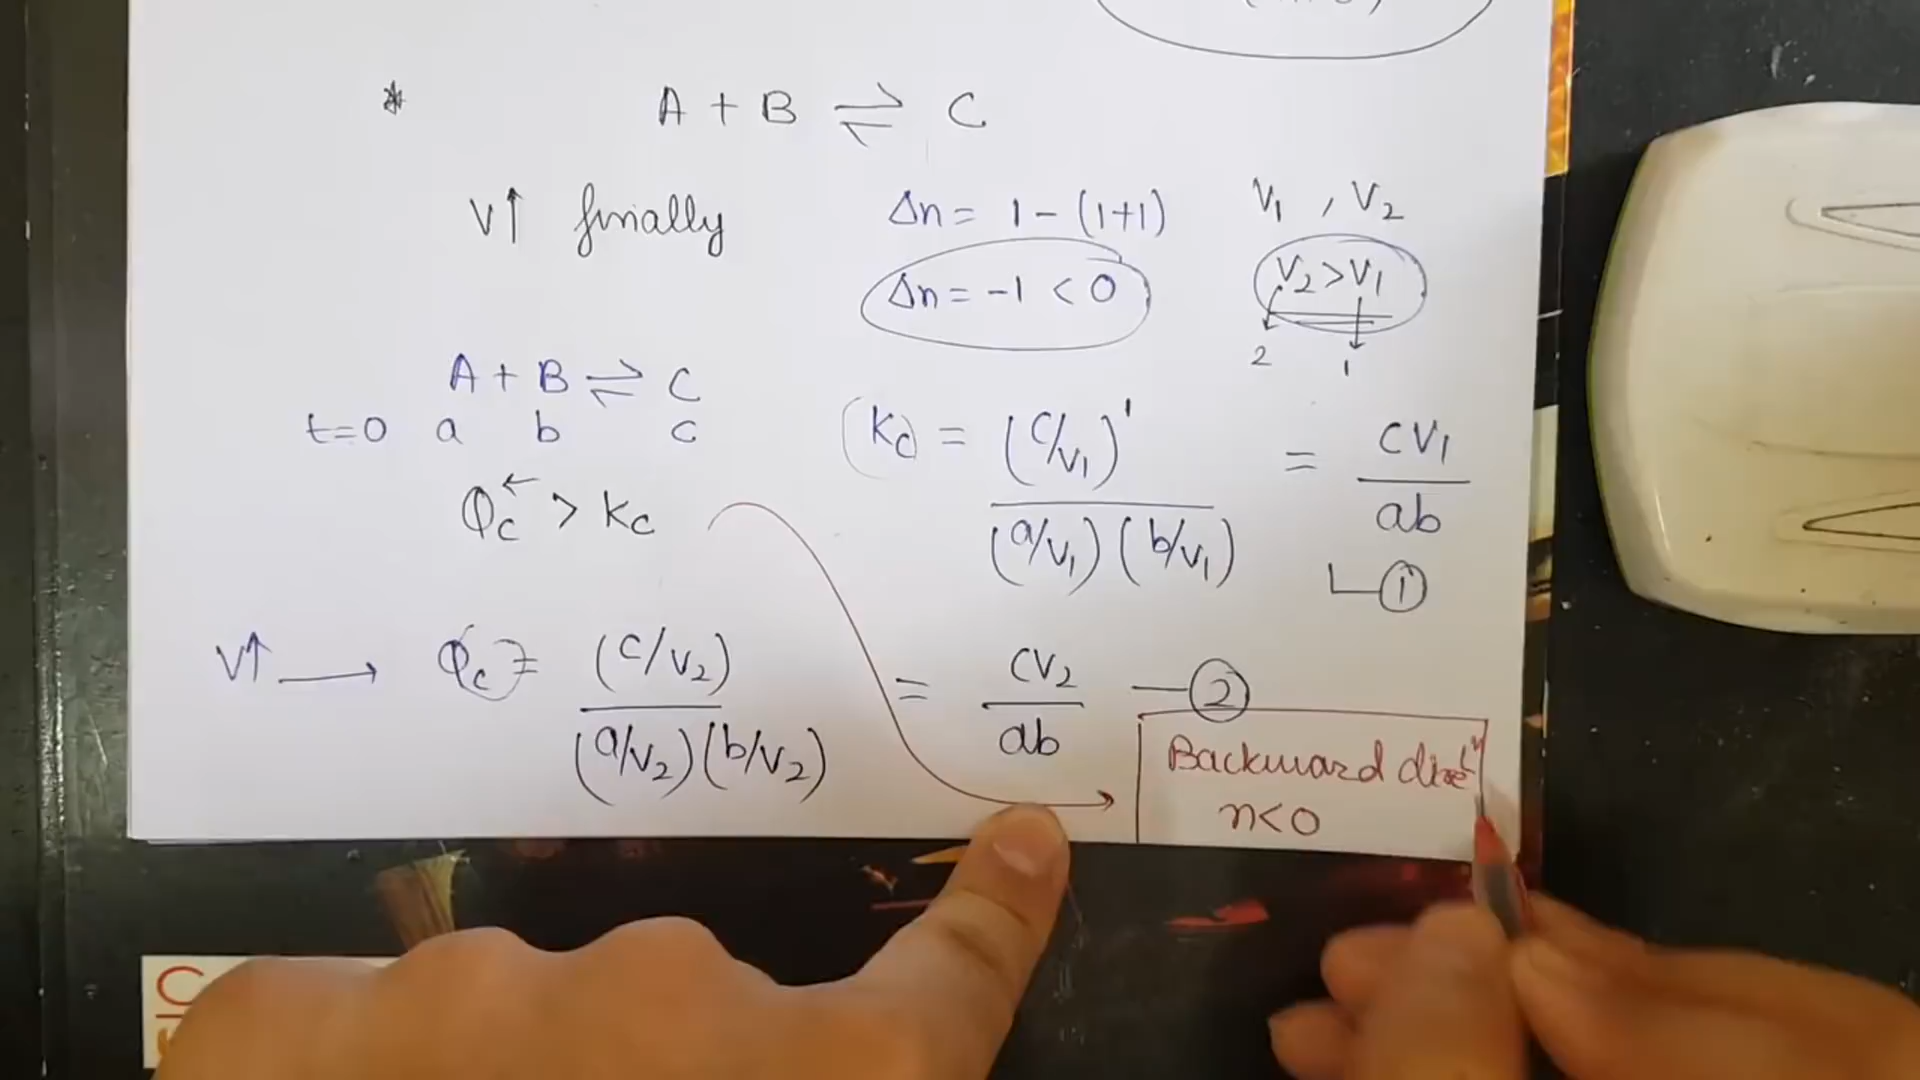 * A + B ⇌ C
V↑ finally Δn = 1 - (1+1) V₁ , V₂
Δn = -1 < 0 V₂ > V₁
2 1
A + B ⇌ C
t=0 a b c
Kc = (c/V₁)¹ / (a/V₁) (b/V₁) = cV₁ / ab
Qc← > Kc
①
V↑ → Qc = (c/V₂) / (a/V₂) (b/V₂) = cV₂ / ab — ②
Backward direcⁿ
n<0